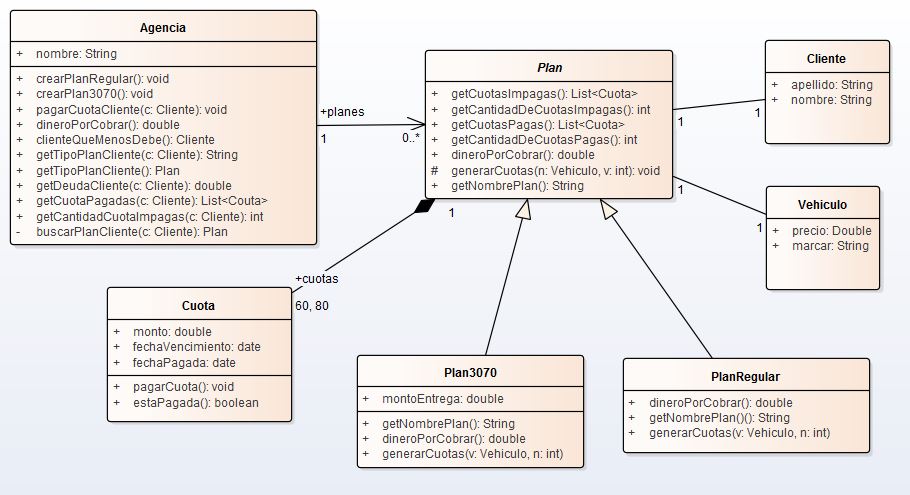 Agencia
+ nombre: String
+ crearPlanRegular(): void
+ crearPlan3070(): void
+ pagarCuotaCliente(c: Cliente): void
+ dineroPorCobrar(): double
+ clienteQueMenosDebe(): Cliente
+ getTipoPlanCliente(c: Cliente): String
+ getTipoPlanCliente(): Plan
+ getDeudaCliente(c: Cliente): double
+ getCuotaPagadas(c: Cliente): List<Couta>
+ getCantidadCuotaImpagas(c: Cliente): int
- buscarPlanCliente(c: Cliente): Plan
+planes
1
0..*
Plan
+ getCuotasImpagas(): List<Cuota>
+ getCantidadDeCuotasImpagas(): int
+ getCuotasPagas(): List<Cuota>
+ getCantidadDeCuotasPagas(): int
+ dineroPorCobrar(): double
# generarCuotas(n: Vehiculo, v: int): void
+ getNombrePlan(): String
1
1
Cliente
+ apellido: String
+ nombre: String
1
1
Vehiculo
+ precio: Double
+ marcar: String
1
+cuotas
60, 80
Cuota
+ monto: double
+ fechaVencimiento: date
+ fechaPagada: date
+ pagarCuota(): void
+ estaPagada(): boolean
Plan3070
+ montoEntrega: double
+ getNombrePlan(): String
+ dineroPorCobrar(): double
+ generarCuotas(v: Vehiculo, n: int)
PlanRegular
+ dineroPorCobrar(): double
+ getNombrePlan()(): String
+ generarCuotas(v: Vehiculo, n: int)